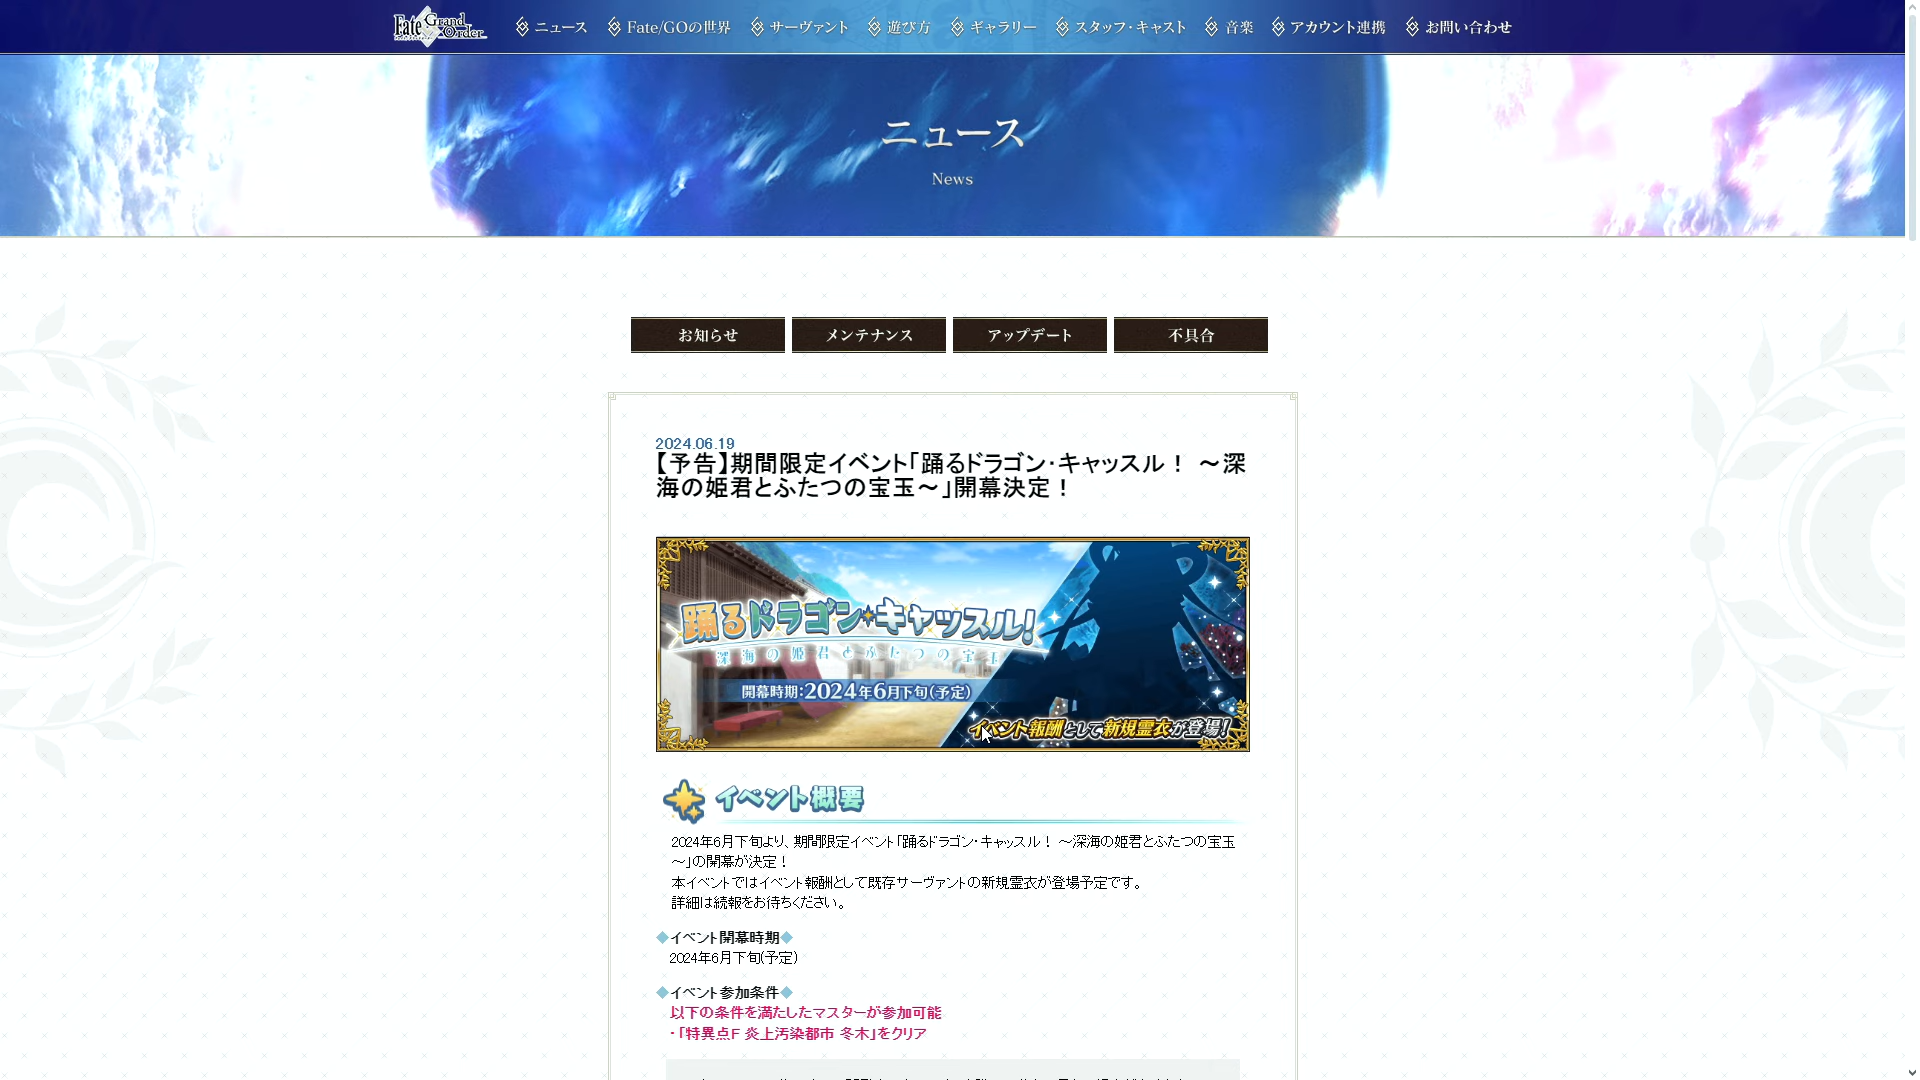 Fate Grand Order
ニュース
Fate/GOの世界
サーヴァント
遊び方
ギャラリー
スタッフ・キャスト
音楽
アカウント連携
お問い合わせ
ニュース
News
お知らせ
メンテナンス
アップデート
不具合
2024.06.19
【予告】期間限定イベント「踊るドラゴン・キャッスル！ ～深
海の姫君とふたつの宝玉～」開幕決定！
踊るドラゴン・キャッスル!
深海の姫君とふたつの宝玉
開幕時期:2024年6月下旬(予定)
イベント報酬として新規霊衣が登場!
イベント概要
2024年6月下旬より、期間限定イベント「踊るドラゴン・キャッスル！ ～深海の姫君とふたつの宝玉
～」の開幕が決定！
本イベントではイベント報酬として既存サーヴァントの新規霊衣が登場予定です。
詳細は続報をお待ちください。
◆イベント開幕時期◆
2024年6月下旬(予定)
◆イベント参加条件◆
以下の条件を満たしたマスターが参加可能
・「特異点F 炎上汚染都市 冬木」をクリア